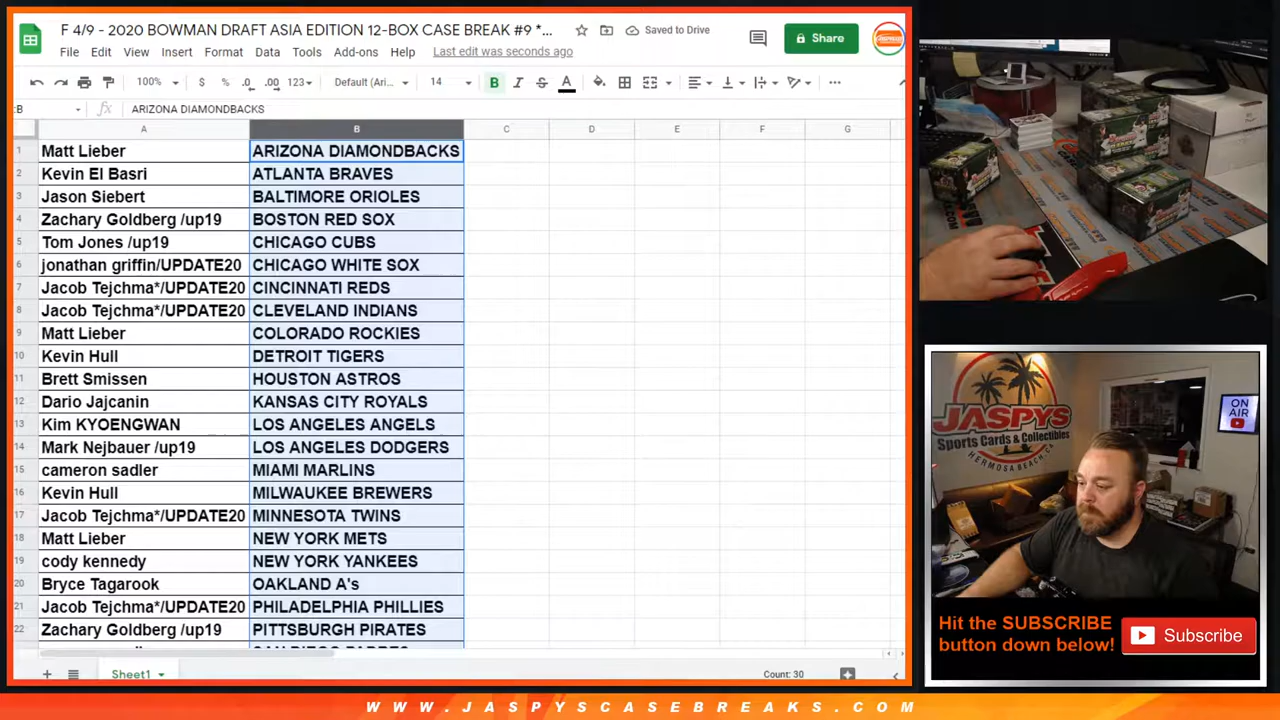 F 4/9 - 2020 BOWMAN DRAFT ASIA EDITION 12-BOX CASE BREAK #9 *...
Saved to Drive
Share
File Edit View Insert Format Data Tools Add-ons Help Last edit was seconds ago
100% $ % .0 .00 123 Default (Ari... 14 B I S A
:B fx ARIZONA DIAMONDBACKS
A B C D E F G
1 Matt Lieber ARIZONA DIAMONDBACKS
2 Kevin El Basri ATLANTA BRAVES
3 Jason Siebert BALTIMORE ORIOLES
4 Zachary Goldberg /up19 BOSTON RED SOX
5 Tom Jones /up19 CHICAGO CUBS
6 jonathan griffin/UPDATE20 CHICAGO WHITE SOX
7 Jacob Tejchma*/UPDATE20 CINCINNATI REDS
8 Jacob Tejchma*/UPDATE20 CLEVELAND INDIANS
9 Matt Lieber COLORADO ROCKIES
10 Kevin Hull DETROIT TIGERS
11 Brett Smissen HOUSTON ASTROS
12 Dario Jajcanin KANSAS CITY ROYALS
13 Kim KYOENGWAN LOS ANGELES ANGELS
14 Mark Nejbauer /up19 LOS ANGELES DODGERS
15 cameron sadler MIAMI MARLINS
16 Kevin Hull MILWAUKEE BREWERS
17 Jacob Tejchma*/UPDATE20 MINNESOTA TWINS
18 Matt Lieber NEW YORK METS
19 cody kennedy NEW YORK YANKEES
20 Bryce Tagarook OAKLAND A's
21 Jacob Tejchma*/UPDATE20 PHILADELPHIA PHILLIES
22 Zachary Goldberg /up19 PITTSBURGH PIRATES
Sheet1
Count: 30
JASPYS
Sports Cards & Collectibles
HERMOSA BEACH, CA
ON
AIR
Hit the SUBSCRIBE
button down below!
Subscribe
WWW.JASPYSCASEBREAKS.COM